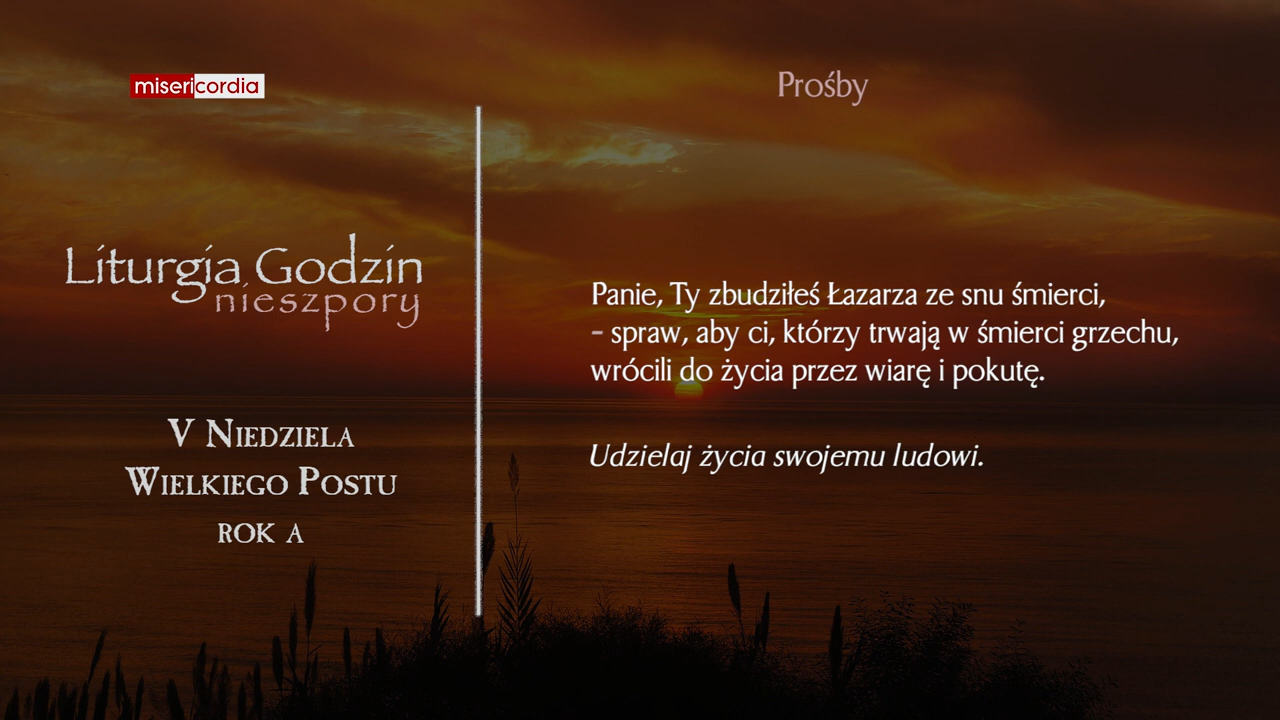 misericordia
Liturgia Godzin
nieszpory
V Niedziela
Wielkiego Postu
rok a
Prośby
Panie, Ty zbudziłeś Łazarza ze snu śmierci,
- spraw, aby ci, którzy trwają w śmierci grzechu,
wrócili do życia przez wiarę i pokutę.
Udzielaj życia swojemu ludowi.